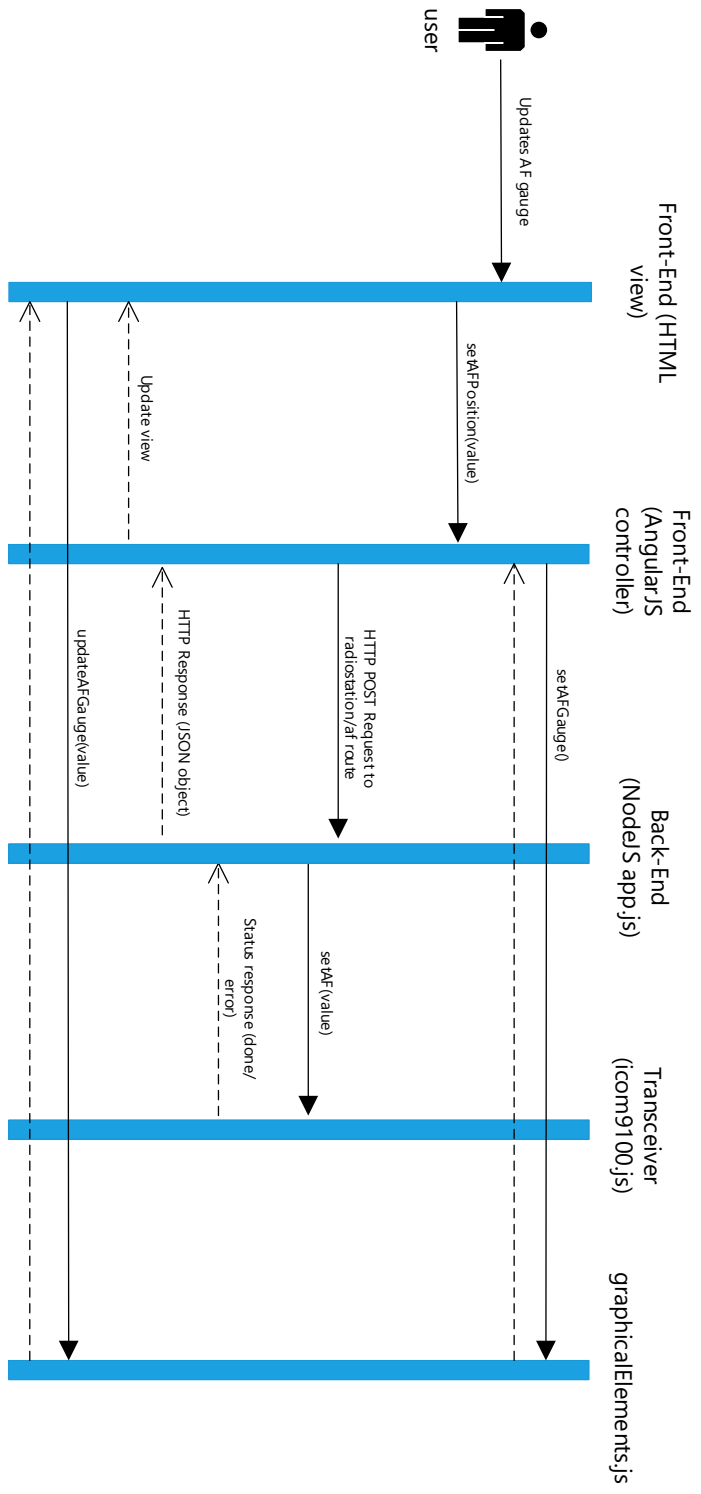 Front-End (HTML
view)
Front-End
(AngularJS
controller)
Back-End
(NodeJS app.js)
Transceiver
(icom9100.js)
graphicalElements.js
user
Updates AF gauge
setAFGauge()
setAFPosition(value)
HTTP POST Request to
radiostation/af route
setAF(value)
Status response (done/
error)
HTTP Response (JSON object)
Update view
updateAFGauge(value)